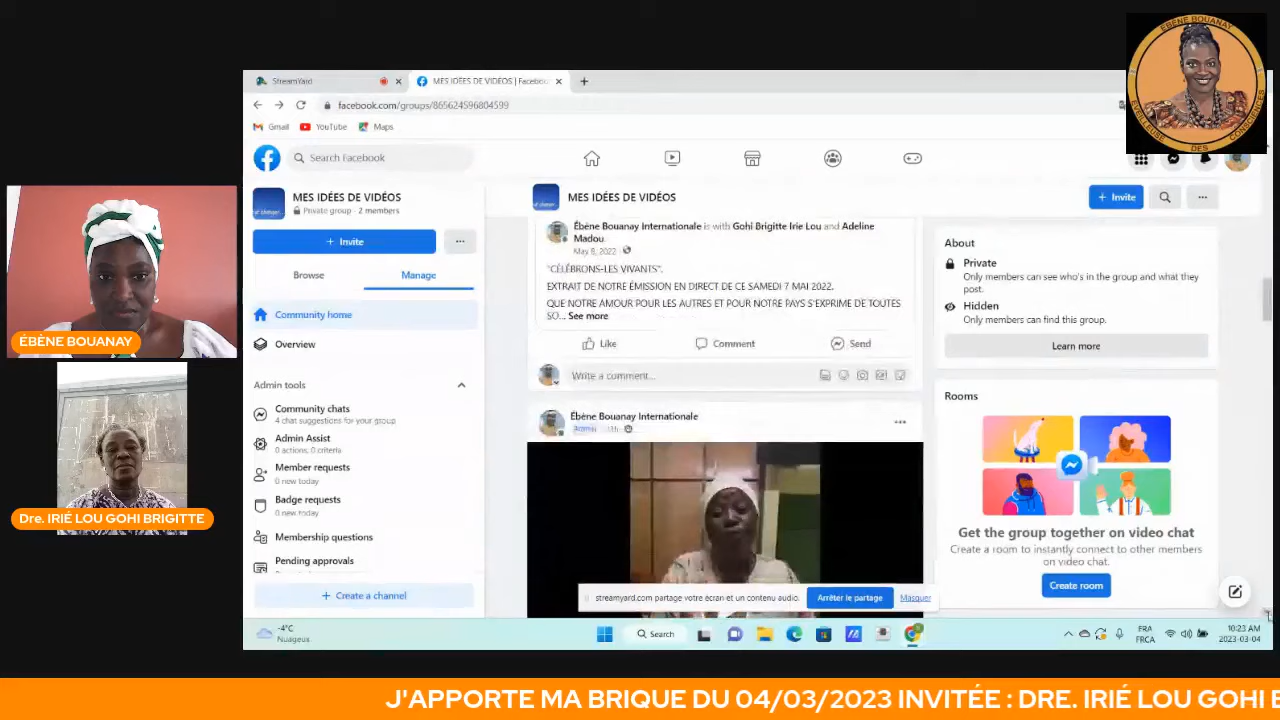 ÉBÈNE BOUANAY
ÉVEILLEUSE DES CONSCIENCES
StreamYard
MES IDÉES DE VIDÉOS | Faceboo
facebook.com/groups/865624596804599
Gmail
YouTube
Maps
Search Facebook
MES IDÉES DE VIDÉOS
Private group · 2 members
+ Invite
Browse
Manage
Community home
Overview
Admin tools
Community chats
4 chat suggestions for your group
Admin Assist
0 actions, 0 criteria
Member requests
0 new today
Badge requests
0 new today
Membership questions
Pending approvals
+ Create a channel
MES IDÉES DE VIDÉOS
+ Invite
Ébène Bouanay Internationale is with Gohi Brigitte Irie Lou and Adeline
Madou.
May 8, 2022
"CÉLÉBRONS-LES VIVANTS".
EXTRAIT DE NOTRE ÉMISSION EN DIRECT DE CE SAMEDI 7 MAI 2022.
QUE NOTRE AMOUR POUR LES AUTRES ET POUR NOTRE PAYS S'EXPRIME DE TOUTES
SO... See more
Like
Comment
Send
Write a comment...
Ébène Bouanay Internationale
Admin
About
Private
Only members can see who's in the group and what they
post.
Hidden
Only members can find this group.
Learn more
Rooms
Get the group together on video chat
Create a room to instantly connect to other members
on video chat.
Create room
streamyard.com partage votre écran et un contenu audio.
Arrêter le partage
Masquer
-4°C
Nuageux
Search
FRA
FRCA
10:23 AM
2023-03-04
ÉBÈNE BOUANAY
Dre. IRIÉ LOU GOHI BRIGITTE
J'APPORTE MA BRIQUE DU 04/03/2023 INVITÉE : DRE. IRIÉ LOU GOHI